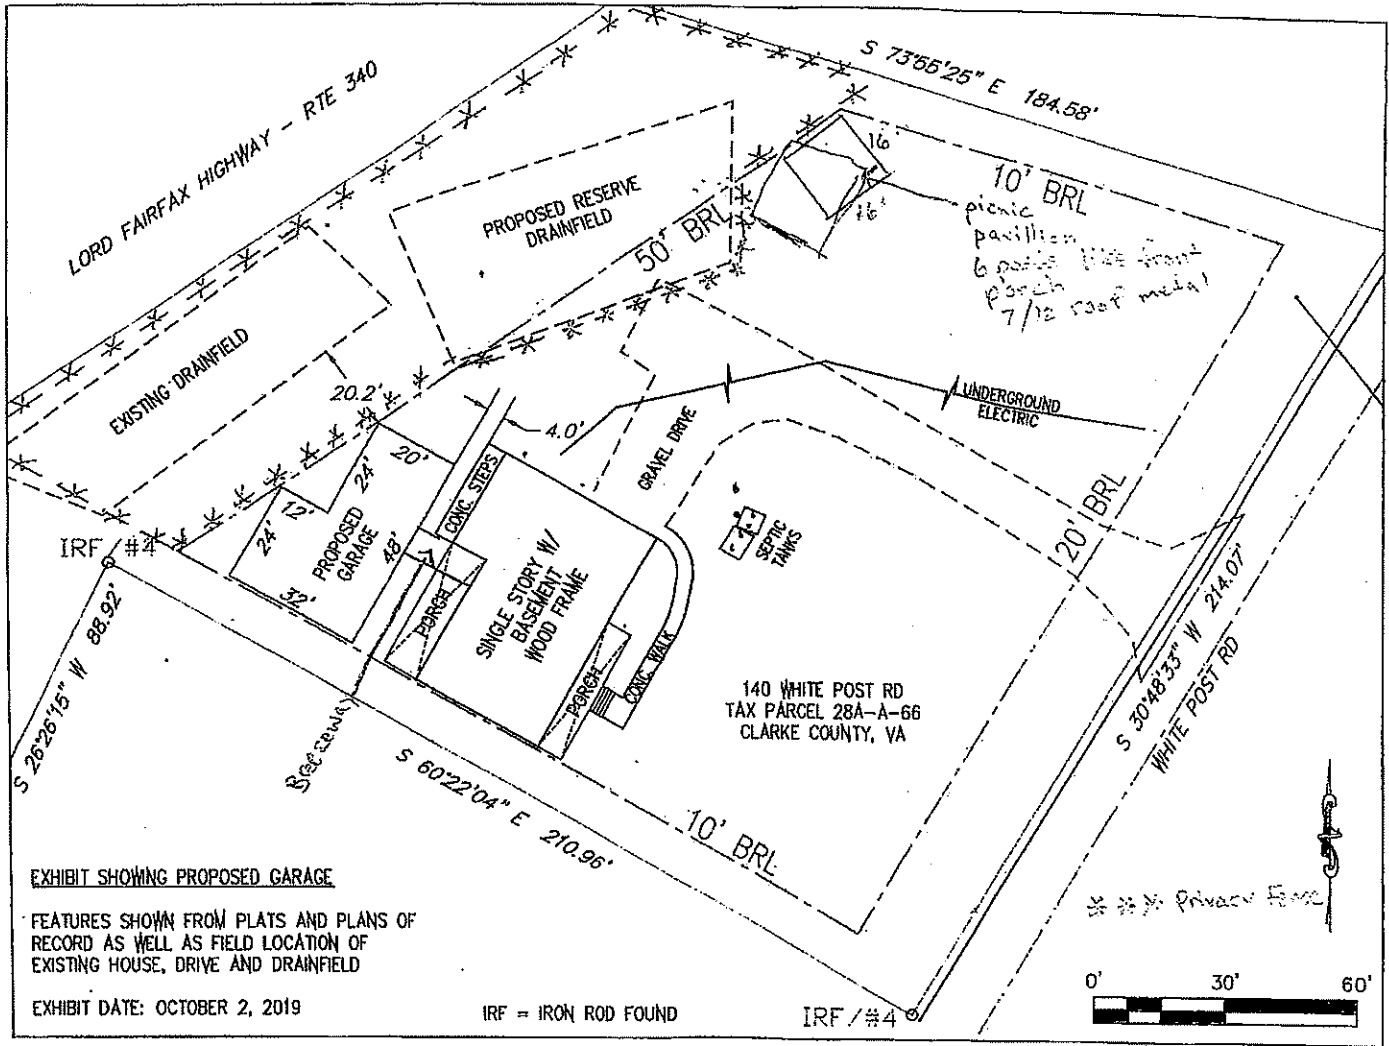 S 73°55'25" E 184.58'
LORD FAIRFAX HIGHWAY - RTE 340
16'
16'
10' BRL
PROPOSED RESERVE
DRAINFIELD
50' BRL
picnic
pavillion
6 posts like front
porch
7/12 roof metal
EXISTING DRAINFIELD
20.2'
UNDERGROUND
ELECTRIC
4.0'
20'
GRAVEL DRIVE
24'
CONC. STEPS
12'
20' BRL
SEPTIC
TANKS
IRF /#4
24'
PROPOSED
GARAGE
48'
32'
PORCH
SINGLE STORY W/
BASEMENT
WOOD FRAME
S 26°26'15" W 88.92'
S 30°48'33" W 214.07'
WHITE POST RD
PORCH
CONC. WALK
140 WHITE POST RD
TAX PARCEL 28A-A-66
CLARKE COUNTY, VA
Breezeway
S 60°22'04" E 210.96'
10' BRL
EXHIBIT SHOWING PROPOSED GARAGE
FEATURES SHOWN FROM PLATS AND PLANS OF
RECORD AS WELL AS FIELD LOCATION OF
EXISTING HOUSE, DRIVE AND DRAINFIELD
Privacy Fence
0' 30' 60'
EXHIBIT DATE: OCTOBER 2, 2019
IRF = IRON ROD FOUND
IRF/#4